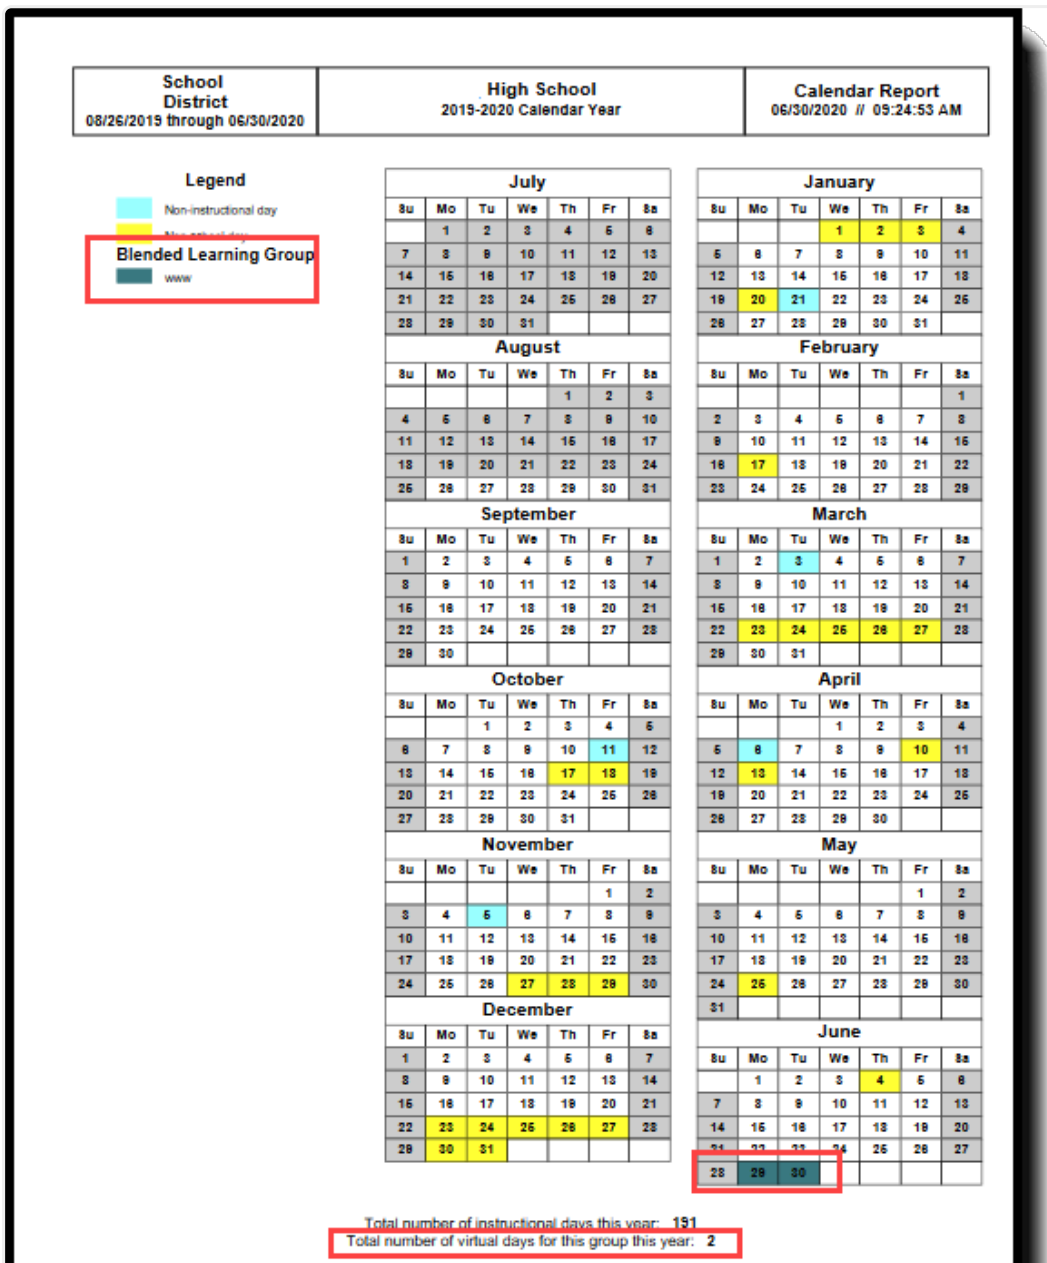 School
District
08/26/2019 through 06/30/2020
High School
2019-2020 Calendar Year
Calendar Report
06/30/2020 // 09:24:53 AM
Legend
Non-instructional day
Non-school day
Blended Learning Group
www
July
Su Mo Tu We Th Fr Sa
1 2 3 4 5 6
7 8 9 10 11 12 13
14 15 16 17 18 19 20
21 22 23 24 25 26 27
28 29 30 31
August
Su Mo Tu We Th Fr Sa
1 2 3
4 5 6 7 8 9 10
11 12 13 14 15 16 17
18 19 20 21 22 23 24
25 26 27 28 29 30 31
September
Su Mo Tu We Th Fr Sa
1 2 3 4 5 6 7
8 9 10 11 12 13 14
15 16 17 18 19 20 21
22 23 24 25 26 27 28
29 30
October
Su Mo Tu We Th Fr Sa
1 2 3 4 5
6 7 8 9 10 11 12
13 14 15 16 17 18 19
20 21 22 23 24 25 26
27 28 29 30 31
November
Su Mo Tu We Th Fr Sa
1 2
3 4 5 6 7 8 9
10 11 12 13 14 15 16
17 18 19 20 21 22 23
24 25 26 27 28 29 30
December
Su Mo Tu We Th Fr Sa
1 2 3 4 5 6 7
8 9 10 11 12 13 14
15 16 17 18 19 20 21
22 23 24 25 26 27 28
29 30 31
January
Su Mo Tu We Th Fr Sa
1 2 3 4
5 6 7 8 9 10 11
12 13 14 15 16 17 18
19 20 21 22 23 24 25
26 27 28 29 30 31
February
Su Mo Tu We Th Fr Sa
1
2 3 4 5 6 7 8
9 10 11 12 13 14 15
16 17 18 19 20 21 22
23 24 25 26 27 28 29
March
Su Mo Tu We Th Fr Sa
1 2 3 4 5 6 7
8 9 10 11 12 13 14
15 16 17 18 19 20 21
22 23 24 25 26 27 28
29 30 31
April
Su Mo Tu We Th Fr Sa
1 2 3 4
5 6 7 8 9 10 11
12 13 14 15 16 17 18
19 20 21 22 23 24 25
26 27 28 29 30
May
Su Mo Tu We Th Fr Sa
1 2
3 4 5 6 7 8 9
10 11 12 13 14 15 16
17 18 19 20 21 22 23
24 25 26 27 28 29 30
31
June
Su Mo Tu We Th Fr Sa
1 2 3 4 5 6
7 8 9 10 11 12 13
14 15 16 17 18 19 20
21 22 23 24 25 26 27
28 29 30
Total number of instructional days this year: 191
Total number of virtual days for this group this year: 2